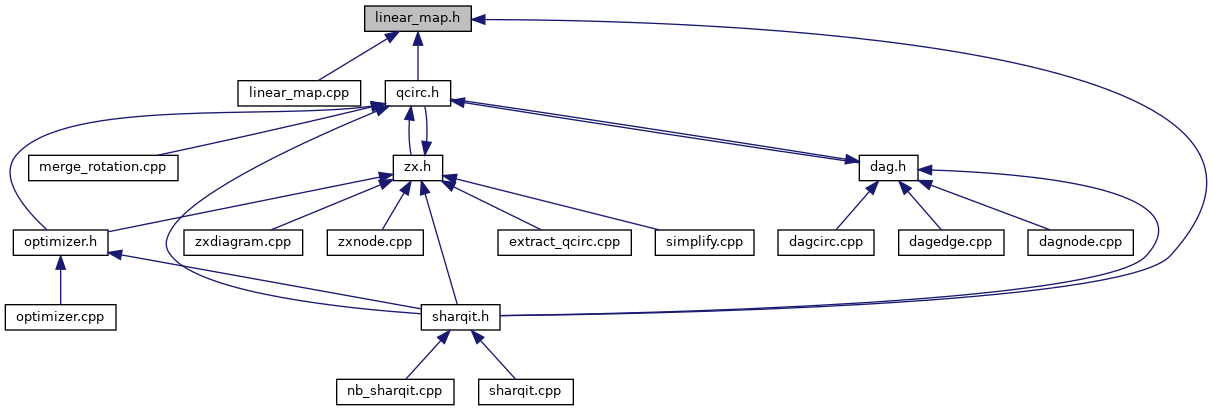 linear_map.h
linear_map.cpp
qcirc.h
merge_rotation.cpp
zx.h
dag.h
optimizer.h
zxdiagram.cpp
zxnode.cpp
extract_qcirc.cpp
simplify.cpp
dagcirc.cpp
dagedge.cpp
dagnode.cpp
optimizer.cpp
sharqit.h
nb_sharqit.cpp
sharqit.cpp